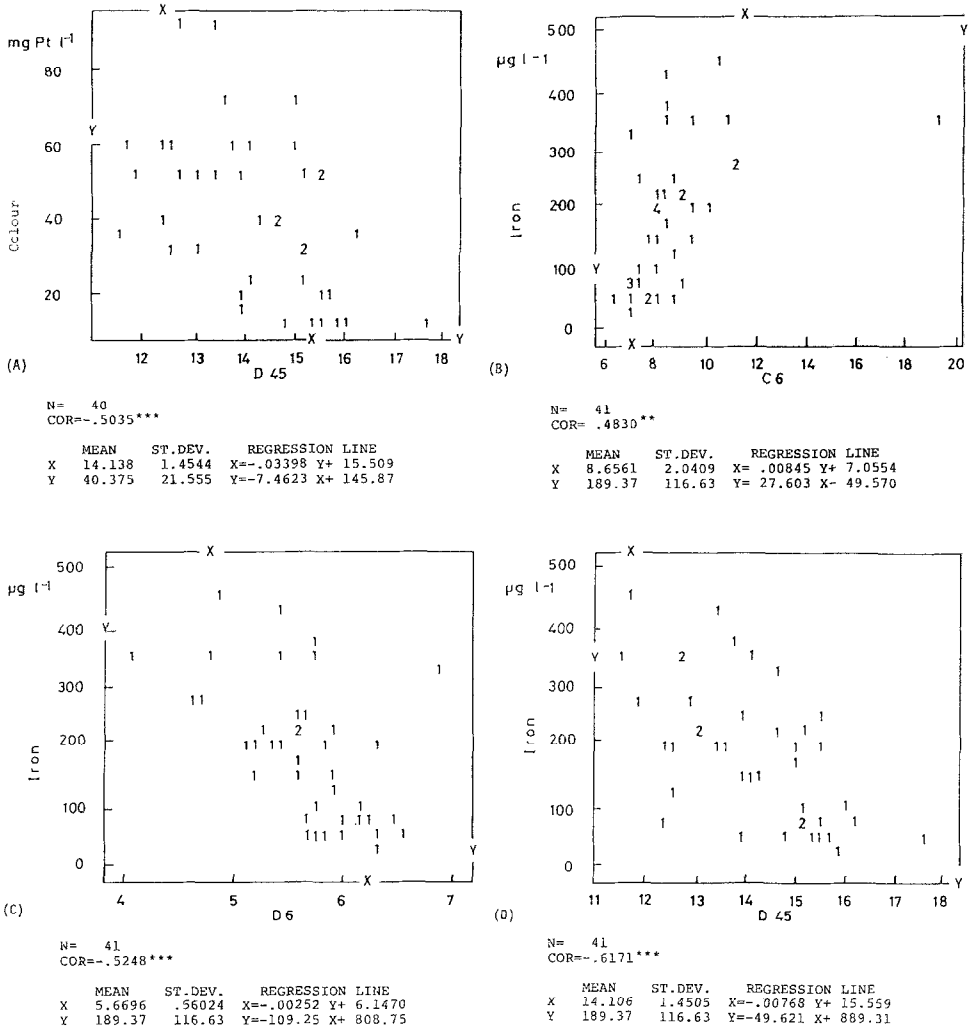 X
mg Pt l⁻¹
80
Y
60
Colour
40
20
12 13 14 15 16 17 18
X Y
D 45
(A)
N= 40
COR=-.5035***
MEAN ST.DEV. REGRESSION LINE
X 14.138 1.4544 X=-.03398 Y+ 15.509
Y 40.375 21.555 Y=-7.4623 X+ 145.87
X
500 Y
µg l-1
400
300
Iron
200
Y 100
0
6 X 8 10 12 14 16 18 20
C 6
(B)
N= 41
COR= .4830**
MEAN ST.DEV. REGRESSION LINE
X 8.6561 2.0409 X= .00845 Y+ 7.0554
Y 189.37 116.63 Y= 27.603 X- 49.570
X
500
µg l⁻¹
400 Y
300
Iron
200
100
0 Y
X
4 5 6 7
D 6
(C)
N= 41
COR=-.5248***
MEAN ST.DEV. REGRESSION LINE
X 5.6696 .56024 X=-.00252 Y+ 6.1470
Y 189.37 116.63 Y=-109.25 X+ 808.75
X
500
µg l-1
400
Y
300
Iron
200
100
0
Y
11 12 13 14 15 16 17 18
D 45
(D)
N= 41
COR=-.6171***
MEAN ST.DEV. REGRESSION LINE
X 14.106 1.4505 X=-.00768 Y+ 15.559
Y 189.37 116.63 Y=-49.621 X+ 889.31